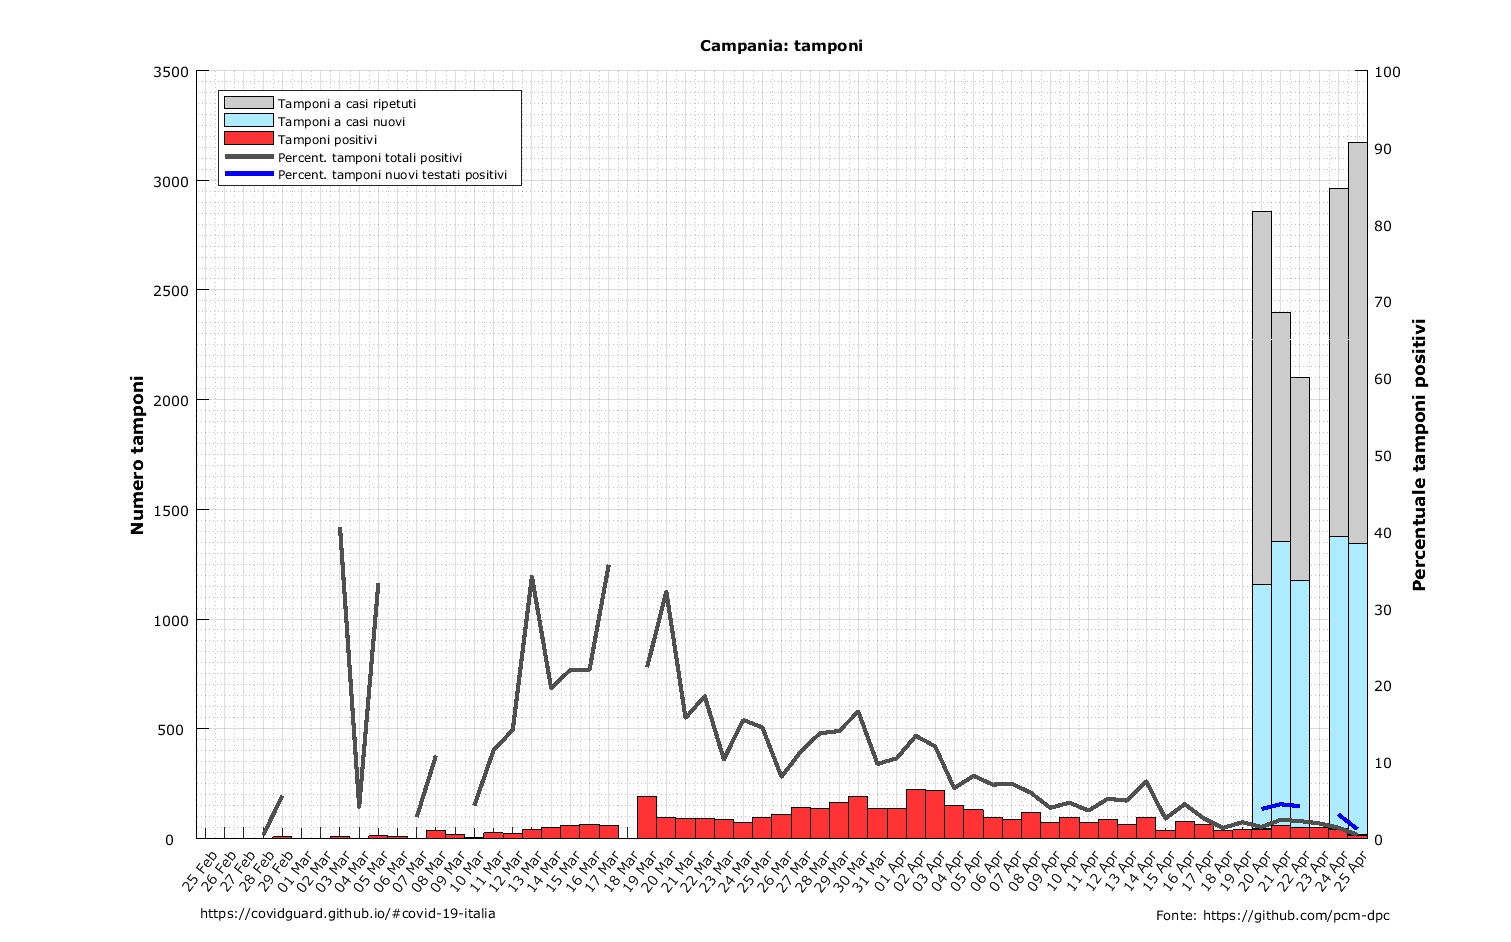 Campania: tamponi
3500
3000
2500
2000
1500
1000
500
0
Numero tamponi
Tamponi a casi ripetuti
Tamponi a casi nuovi
Tamponi positivi
Percent. tamponi totali positivi
Percent. tamponi nuovi testati positivi
100
90
80
70
60
50
40
30
20
10
0
Percentuale tamponi positivi
25 Feb
26 Feb
27 Feb
28 Feb
29 Feb
01 Mar
02 Mar
03 Mar
04 Mar
05 Mar
06 Mar
07 Mar
08 Mar
09 Mar
10 Mar
11 Mar
12 Mar
13 Mar
14 Mar
15 Mar
16 Mar
17 Mar
18 Mar
19 Mar
20 Mar
21 Mar
22 Mar
23 Mar
24 Mar
25 Mar
26 Mar
27 Mar
28 Mar
29 Mar
30 Mar
31 Mar
01 Apr
02 Apr
03 Apr
04 Apr
05 Apr
06 Apr
07 Apr
08 Apr
09 Apr
10 Apr
11 Apr
12 Apr
13 Apr
14 Apr
15 Apr
16 Apr
17 Apr
18 Apr
19 Apr
20 Apr
21 Apr
22 Apr
23 Apr
24 Apr
25 Apr
https://covidguard.github.io/#covid-19-italia
Fonte: https://github.com/pcm-dpc